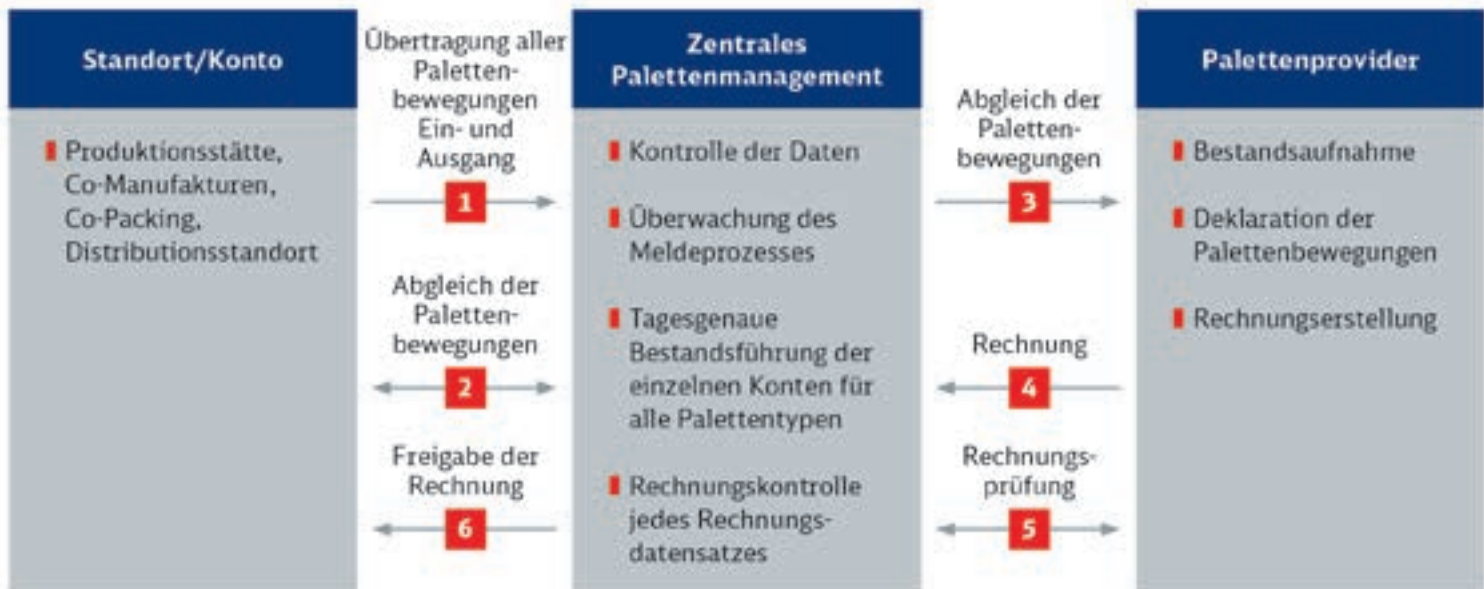 Standort/Konto
Produktionsstätte,
Co-Manufakturen,
Co-Packing,
Distributionsstandort
Übertragung aller
Paletten-
bewegungen
Ein- und
Ausgang
1
Abgleich der
Paletten-
bewegungen
2
Freigabe der
Rechnung
6
Zentrales
Palettenmanagement
Kontrolle der Daten
Überwachung des
Meldeprozesses
Tagesgenaue
Bestandsführung der
einzelnen Konten für
alle Palettentypen
Rechnungskontrolle
jedes Rechnungs-
datensatzes
Abgleich der
Paletten-
bewegungen
3
Rechnung
4
Rechnungs-
prüfung
5
Palettenprovider
Bestandsaufnahme
Deklaration der
Palettenbewegungen
Rechnungserstellung